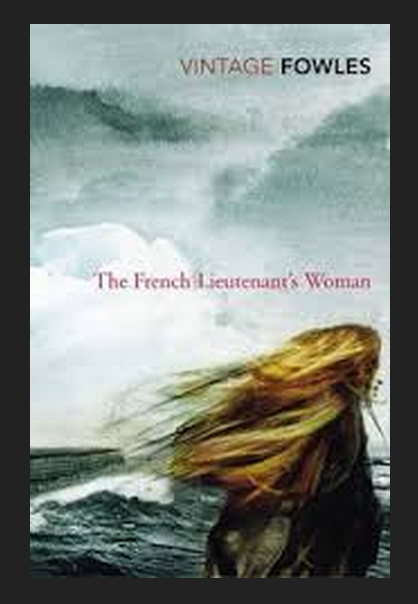 VINTAGE FOWLES
The French Lieutenant's Woman